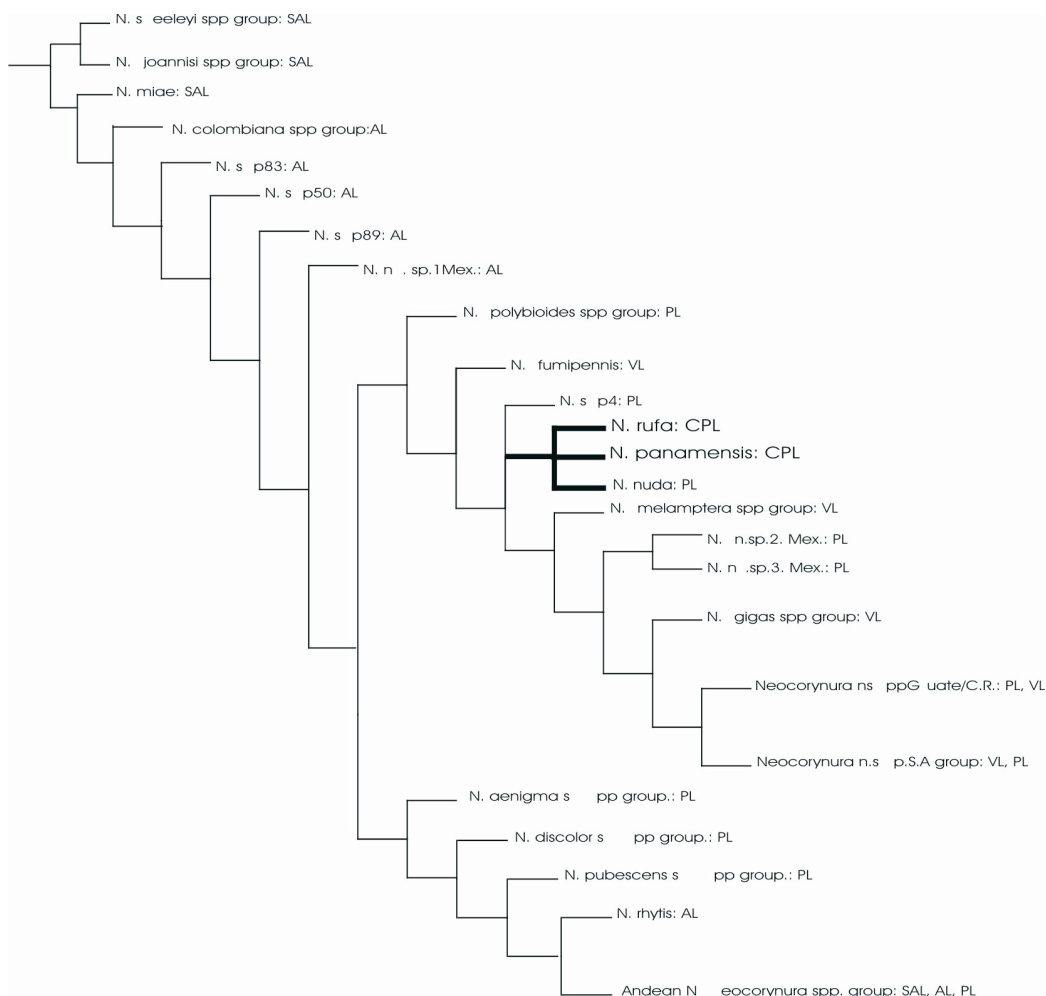 N. s eeleyi spp group: SAL
N. joannisi spp group: SAL
N. miae: SAL
N. colombiana spp group:AL
N. s p83: AL
N. s p50: AL
N. s p89: AL
N. n . sp.1Mex.: AL
N. polybioides spp group: PL
N. fumipennis: VL
N. s p4: PL
N. rufa: CPL
N. panamensis: CPL
N. nuda: PL
N. melamptera spp group: VL
N. n.sp.2. Mex.: PL
N. n .sp.3. Mex.: PL
N. gigas spp group: VL
Neocorynura ns ppG uate/C.R.: PL, VL
Neocorynura n.s p.S.A group: VL, PL
N. aenigma s pp group.: PL
N. discolor s pp group.: PL
N. pubescens s pp group.: PL
N. rhytis: AL
Andean N eocorynura spp. group: SAL, AL, PL